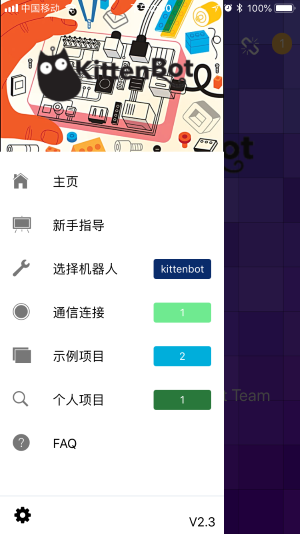 中国移动
100%
KittenBot
1
主页
新手指导
选择机器人 kittenbot
通信连接 1
示例项目 2
t Team
个人项目 1
? FAQ
V2.3